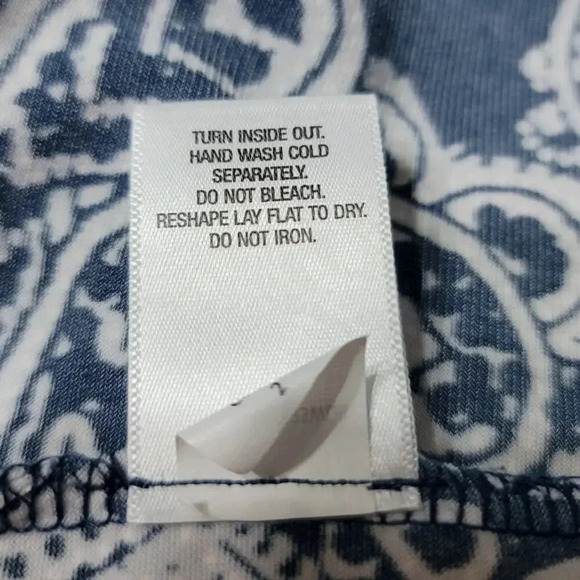 TURN INSIDE OUT.
HAND WASH COLD
SEPARATELY.
DO NOT BLEACH.
RESHAPE LAY FLAT TO DRY.
DO NOT IRON.